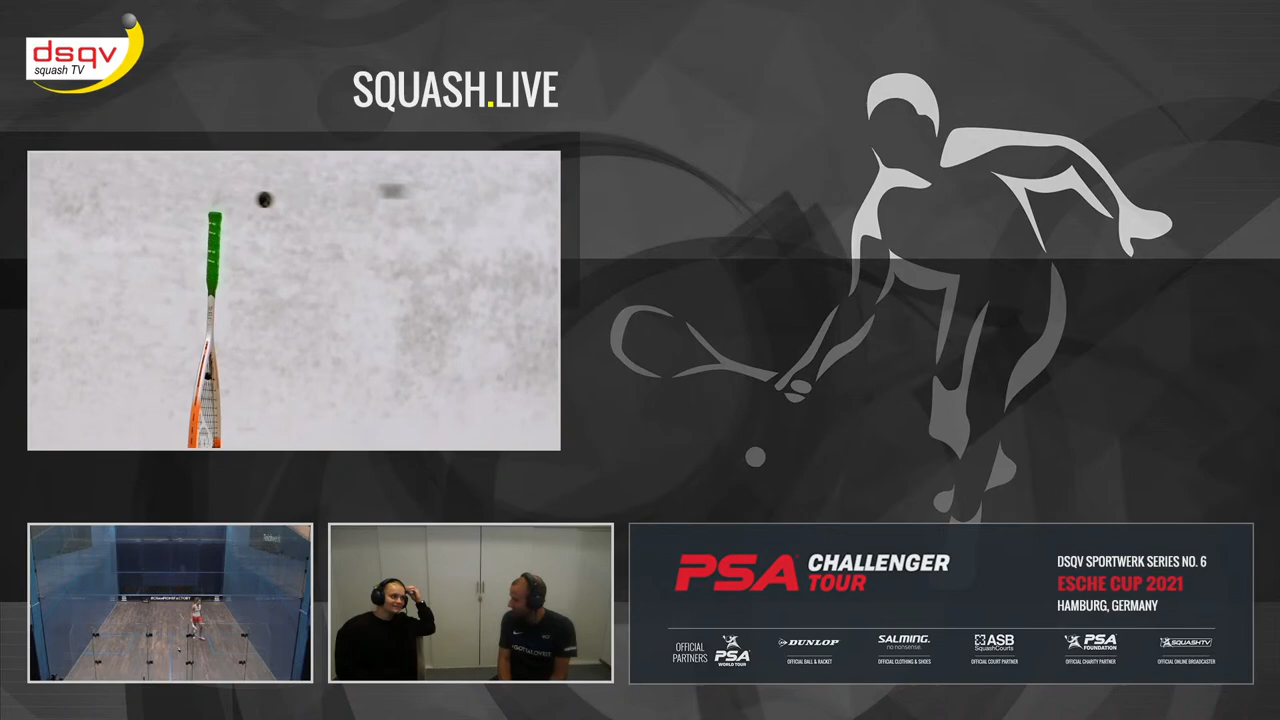 dsqv
squash TV
SQUASH.LIVE
#CHAMPIONSFACTORY
PSA CHALLENGER
TOUR
DSQV SPORTWERK SERIES NO. 6
ESCHE CUP 2021
HAMBURG, GERMANY
OFFICIAL
PARTNERS
PSA
WORLD TOUR
DUNLOP
OFFICIAL BALL & RACKET
SALMING.
no nonsense.
OFFICIAL CLOTHING & SHOES
ASB
SquashCourts
OFFICIAL COURT PARTNER
PSA
FOUNDATION
OFFICIAL CHARITY PARTNER
SQUASHTV
OFFICIAL ONLINE BROADCASTER